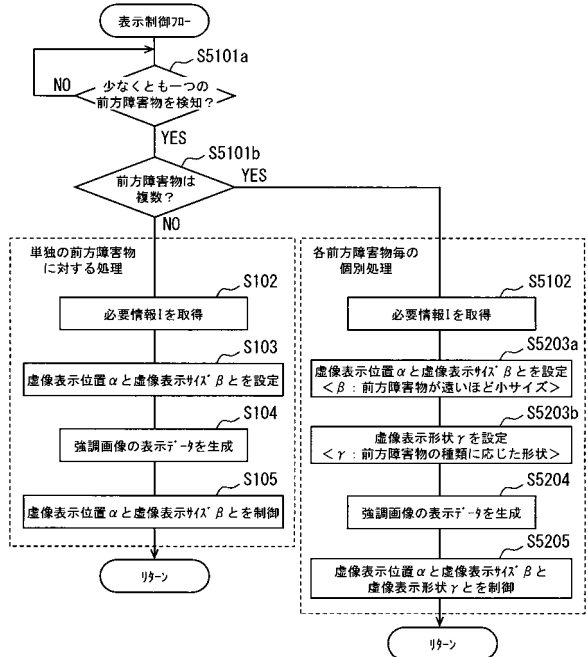 表示制御フロー
S5101a
少なくとも一つの
前方障害物を検知?
NO
YES
S5101b
前方障害物は
複数?
YES
NO
単独の前方障害物
に対する処理
S102
必要情報Iを取得
S103
虚像表示位置αと虚像表示サイズβとを設定
S104
強調画像の表示データを生成
S105
虚像表示位置αと虚像表示サイズβとを制御
リターン
各前方障害物毎の
個別処理
S5102
必要情報Iを取得
S5203a
虚像表示位置αと虚像表示サイズβとを設定
<β:前方障害物が遠いほど小サイズ>
S5203b
虚像表示形状γを設定
<γ:前方障害物の種類に応じた形状>
S5204
強調画像の表示データを生成
S5205
虚像表示位置αと虚像表示サイズβと
虚像表示形状γとを制御
リターン